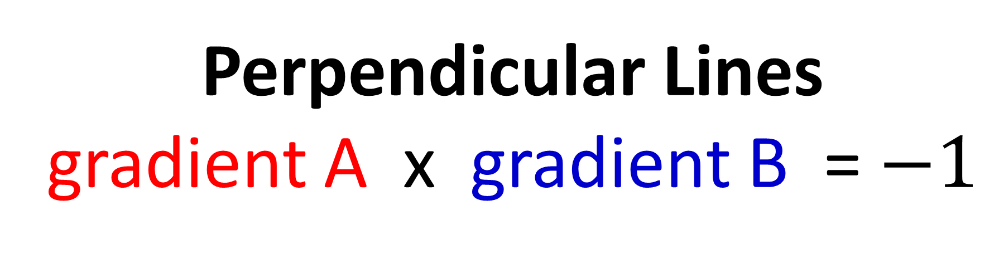 Perpendicular Lines
gradient A x gradient B = −1